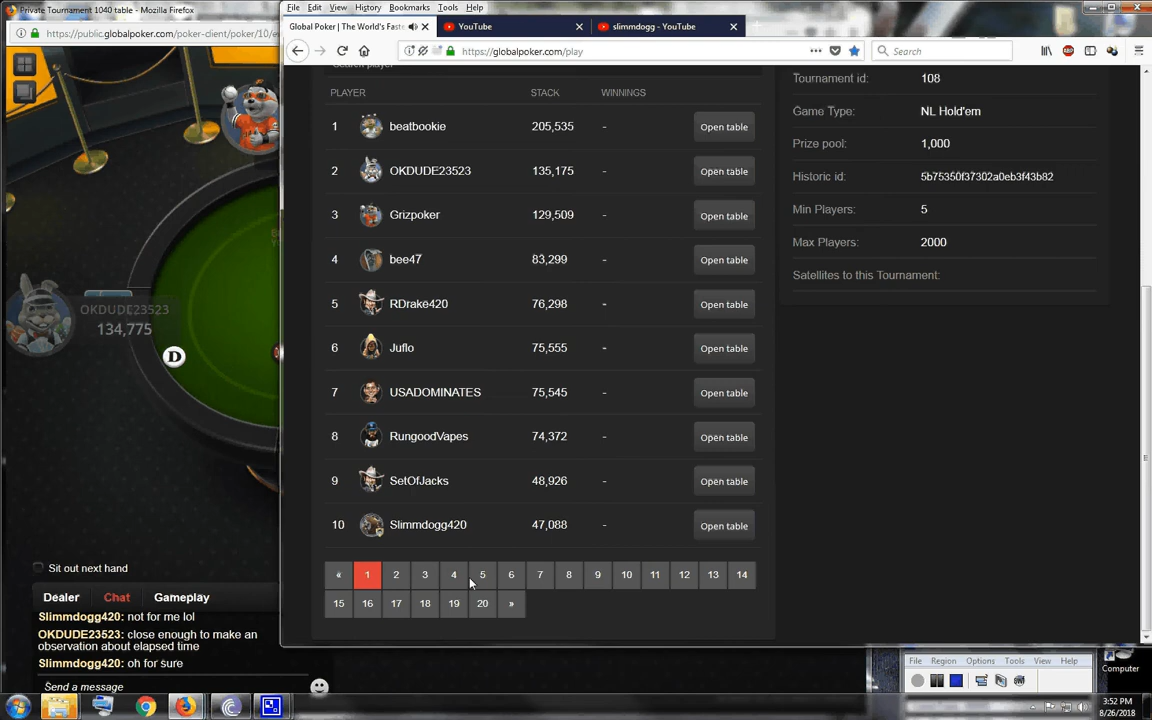 Private Tournament 1040 table - Mozilla Firefox
https://public.globalpoker.com/poker-client/poker/10/e
OKDUDE23523
134,775
D
Sit out next hand
Dealer Chat Gameplay
Slimmdogg420: not for me lol
OKDUDE23523: close enough to make an
observation about elapsed time
Slimmdogg420: oh for sure
Send a message
File Edit View History Bookmarks Tools Help
Global Poker | The World's Faste
YouTube
slimmdogg - YouTube
https://globalpoker.com/play
Search
Search player
PLAYER STACK WINNINGS
1 beatbookie 205,535 - Open table
2 OKDUDE23523 135,175 - Open table
3 Grizpoker 129,509 - Open table
4 bee47 83,299 - Open table
5 RDrake420 76,298 - Open table
6 Juflo 75,555 - Open table
7 USADOMINATES 75,545 - Open table
8 RungoodVapes 74,372 - Open table
9 SetOfJacks 48,926 - Open table
10 Slimmdogg420 47,088 - Open table
« 1 2 3 4 5 6 7 8 9 10 11 12 13 14
15 16 17 18 19 20 »
Tournament id: 108
Game Type: NL Hold'em
Prize pool: 1,000
Historic id: 5b75350f37302a0eb3f43b82
Min Players: 5
Max Players: 2000
Satellites to this Tournament:
File Region Options Tools View Help
Computer
3:52 PM
8/26/2018